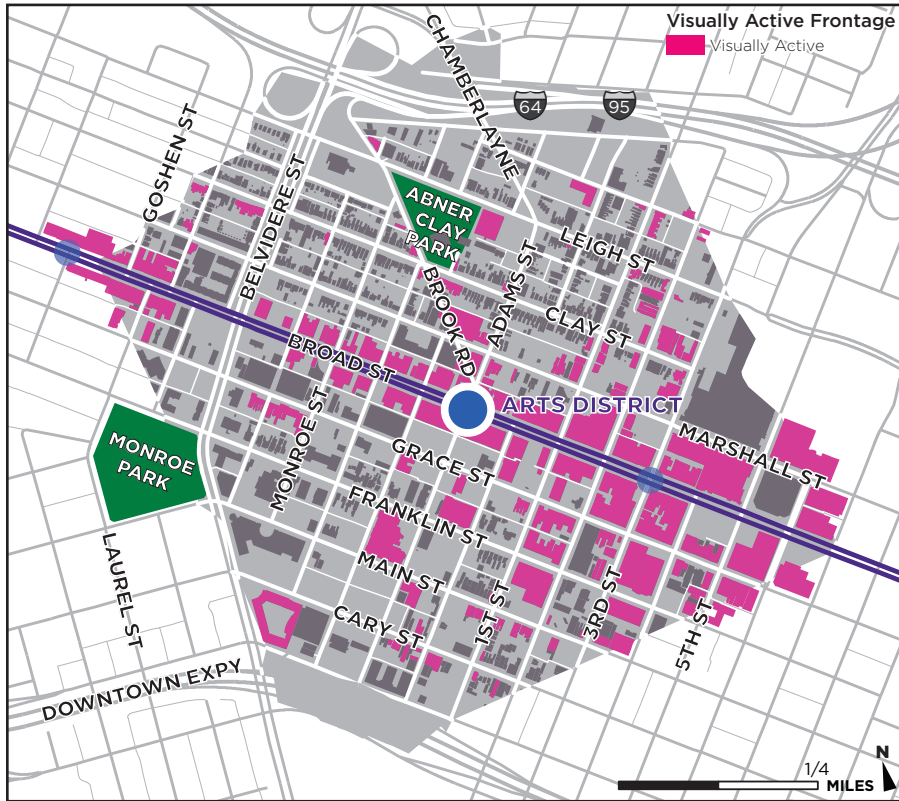 Visually Active Frontage
Visually Active
CHAMBERLAYNE
64
95
GOSHEN ST
BELVIDERE ST
ABNER
CLAY
PARK
LEIGH ST
ADAMS ST
BROOK RD
CLAY ST
BROAD ST
ARTS DISTRICT
MONROE
PARK
MONROE ST
GRACE ST
MARSHALL ST
FRANKLIN ST
LAUREL ST
MAIN ST
1ST ST
3RD ST
5TH ST
CARY ST
DOWNTOWN EXPY
N
1/4
MILES